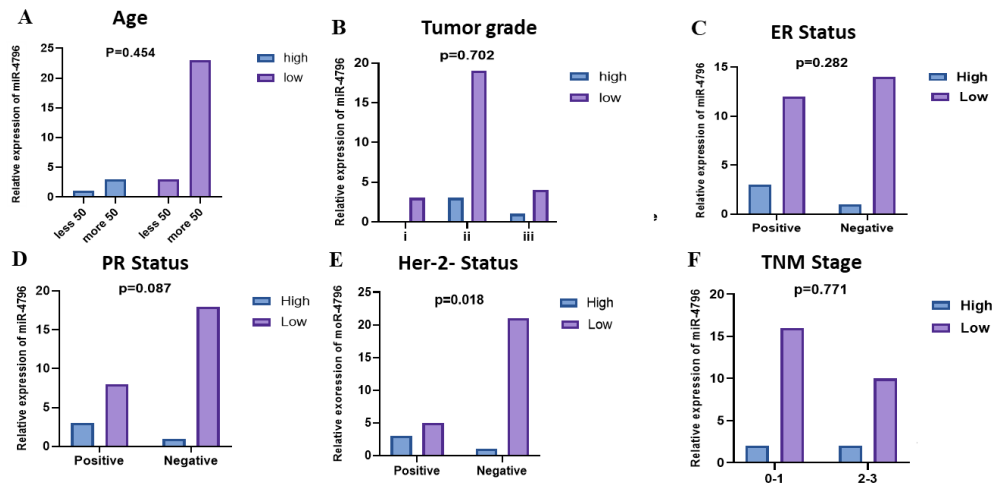 A
Age
Relative expression of miR-4796
P=0.454
25
20
15
10
5
0
less 50
more 50
less 50
more 50
high
low
B
Tumor grade
Relative expression of miR-4796
p=0.702
20
15
10
5
0
i
ii
iii
high
low
C
ER Status
Relative expression of miR-4796
p=0.282
15
10
5
0
Positive
Negative
High
Low
D
PR Status
Relative expression of miR-4796
p=0.087
20
15
10
5
0
Positive
Negative
High
Low
E
Her-2- Status
Relative exoression of moR-4796
p=0.018
25
20
15
10
5
0
Positive
Negative
High
Low
F
TNM Stage
Relative expression of miR-4796
p=0.771
20
15
10
5
0
0-1
2-3
High
Low